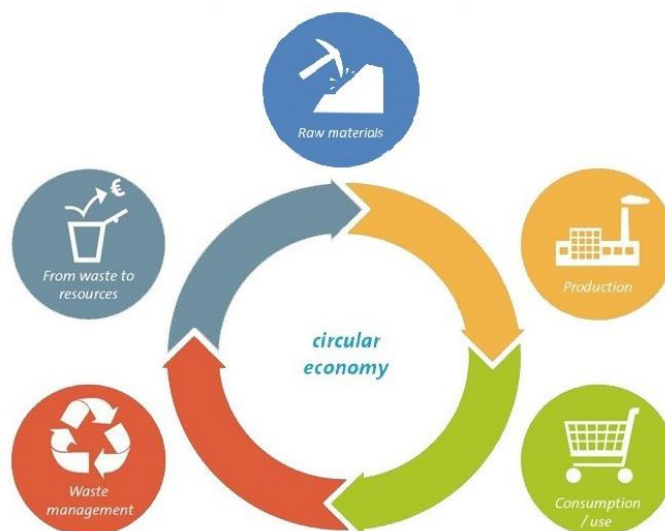 Raw materials
€
From waste to
resources
Production
circular
economy
Waste
management
Consumption
/ use